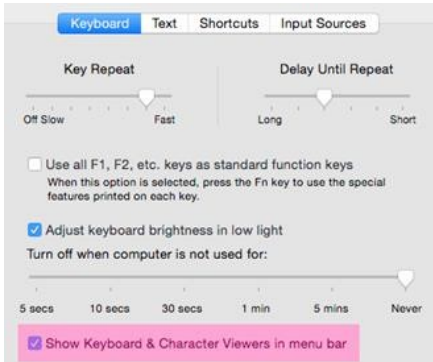 Keyboard Text Shortcuts Input Sources
Key Repeat Delay Until Repeat
Off Slow Fast Long Short
Use all F1, F2, etc. keys as standard function keys
When this option is selected, press the Fn key to use the special
features printed on each key.
Adjust keyboard brightness in low light
Turn off when computer is not used for:
5 secs 10 secs 30 secs 1 min 5 mins Never
Show Keyboard & Character Viewers in menu bar